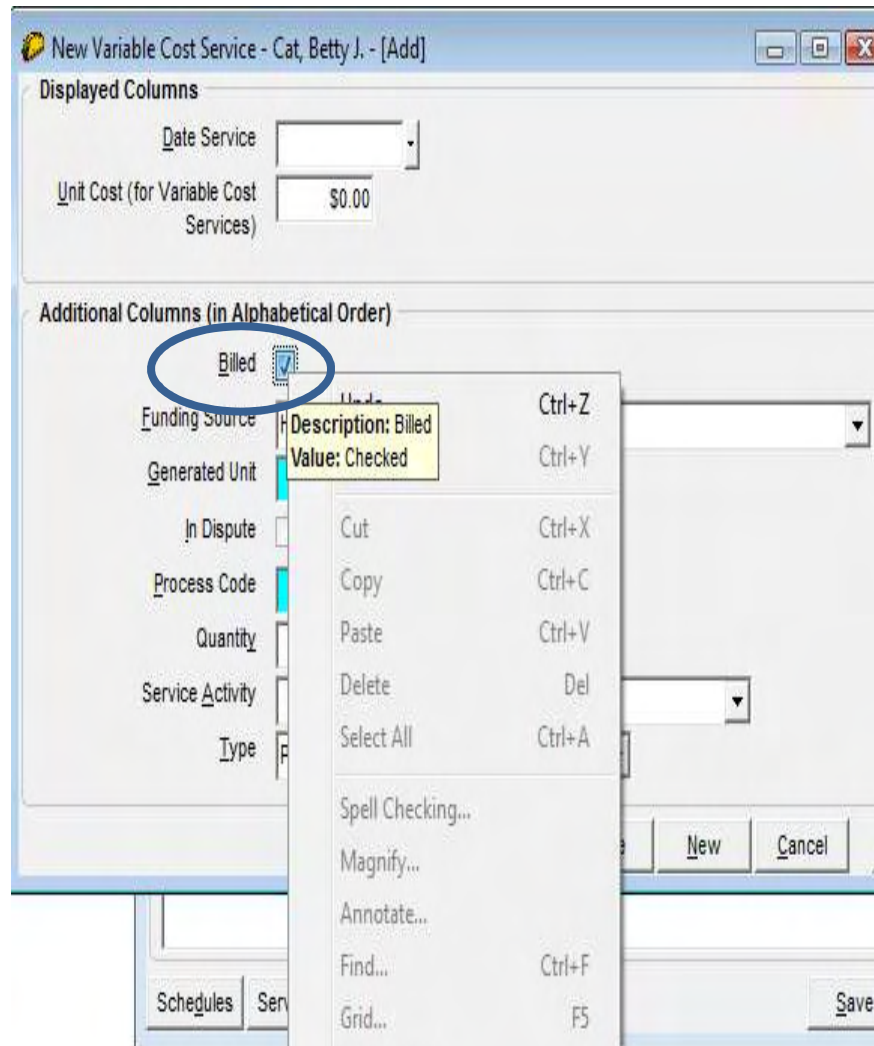 New Variable Cost Service - Cat, Betty J. - [Add]
Displayed Columns
Date Service
Unit Cost (for Variable Cost
Services)
$0.00
Additional Columns (in Alphabetical Order)
Billed
Funding Source
Generated Unit
In Dispute
Process Code
Quantity
Service Activity
Type
Description: Billed
Value: Checked
Undo Ctrl+Z
Ctrl+Y
Cut Ctrl+X
Copy Ctrl+C
Paste Ctrl+V
Delete Del
Select All Ctrl+A
Spell Checking...
Magnify...
Annotate...
Find... Ctrl+F
Grid... F5
New
Cancel
Schedules
Save